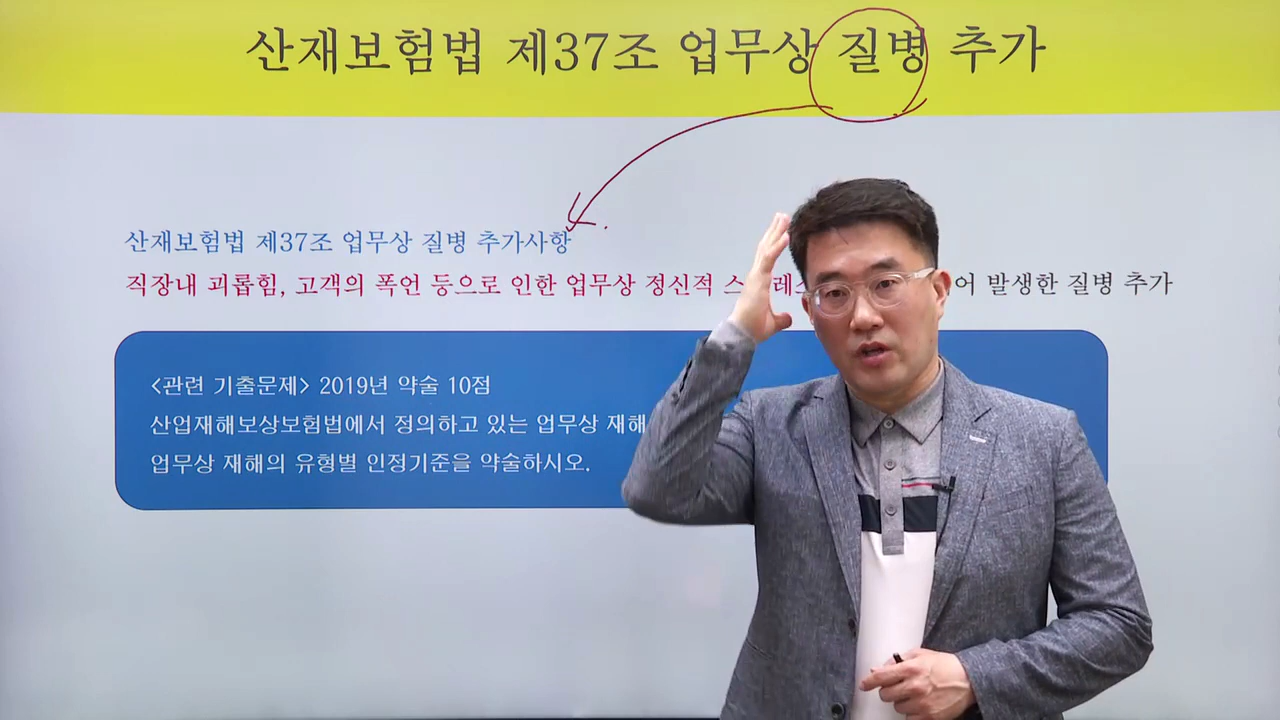 산재보험법 제37조 업무상 질병 추가
산재보험법 제37조 업무상 질병 추가사항
직장내 괴롭힘, 고객의 폭언 등으로 인한 업무상 정신적 어 발생한 질병 추가
<관련 기출문제> 2019년 약술 10점
산업재해보상보험법에서 정의하고 있는 업무상 재해
업무상 재해의 유형별 인정기준을 약술하시오.